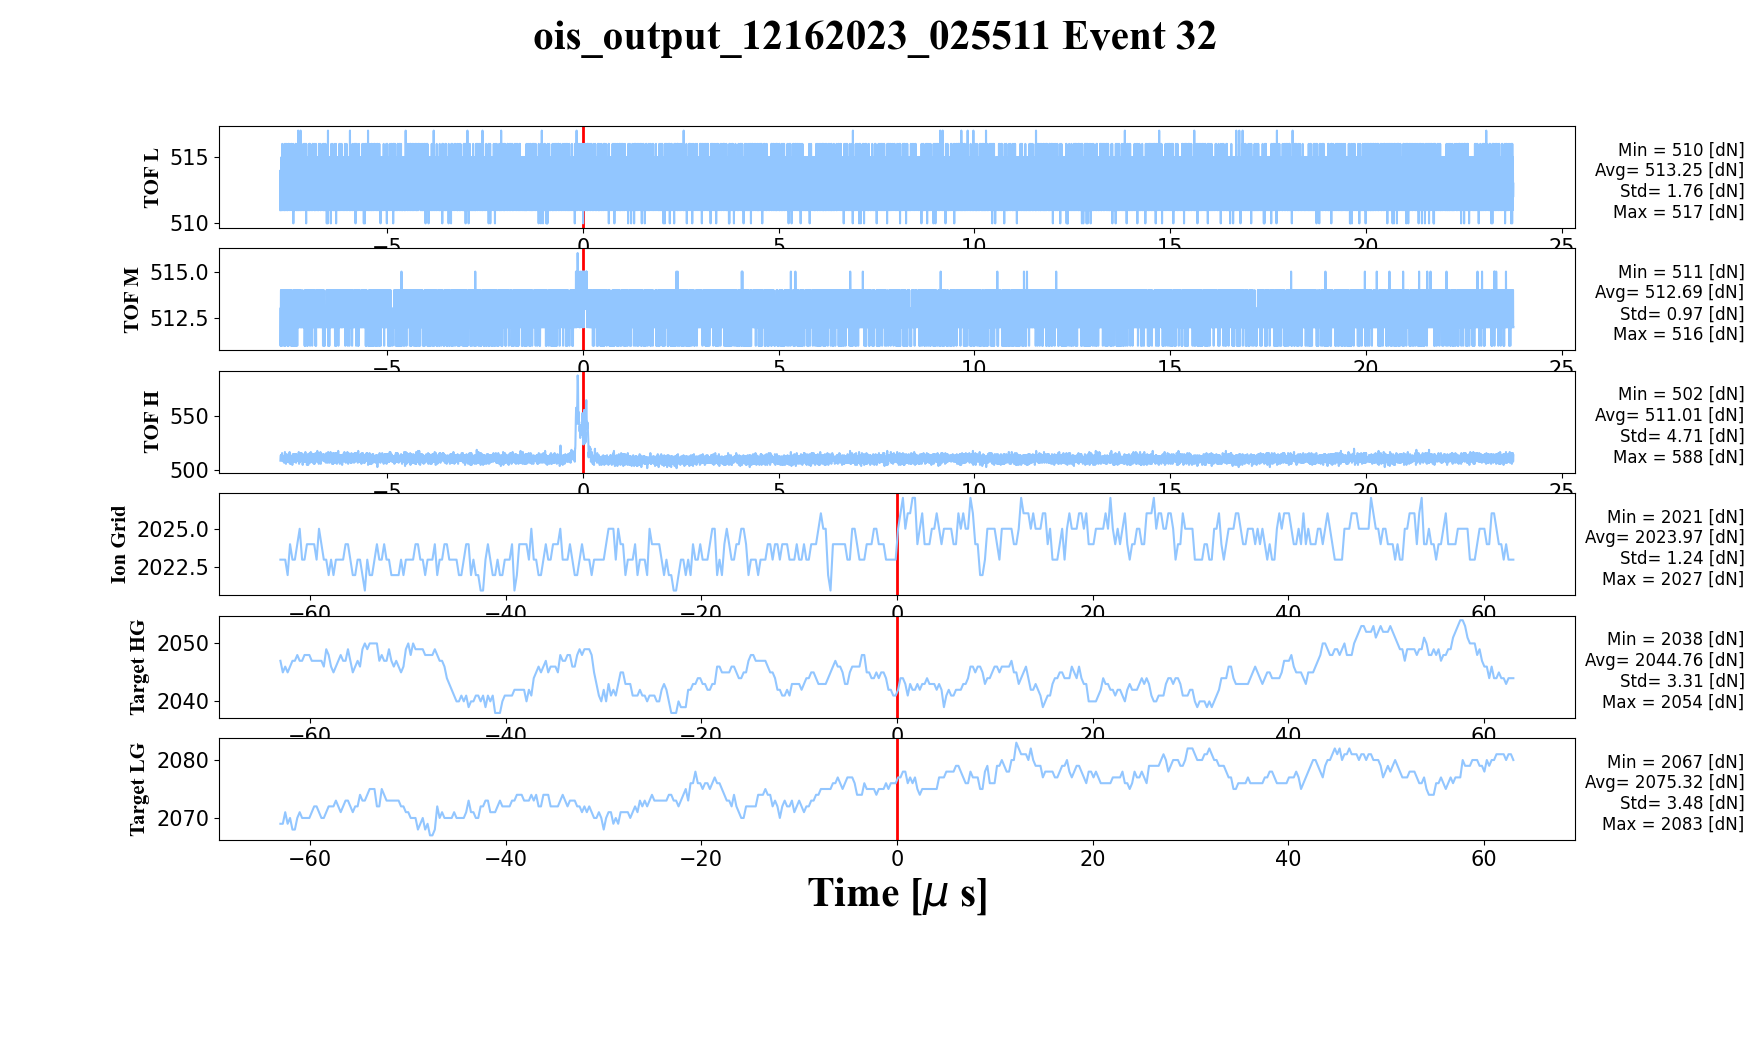 ois_output_12162023_025511 Event 32
TOF L
515
510
−5
0
5
10
15
20
25
Min = 510 [dN]
Avg= 513.25 [dN]
Std= 1.76 [dN]
Max = 517 [dN]
TOF M
515.0
512.5
−5
0
5
10
15
20
25
Min = 511 [dN]
Avg= 512.69 [dN]
Std= 0.97 [dN]
Max = 516 [dN]
TOF H
550
500
−5
0
5
10
15
20
25
Min = 502 [dN]
Avg= 511.01 [dN]
Std= 4.71 [dN]
Max = 588 [dN]
Ion Grid
2025.0
2022.5
−60
−40
−20
0
20
40
60
Min = 2021 [dN]
Avg= 2023.97 [dN]
Std= 1.24 [dN]
Max = 2027 [dN]
Target HG
2050
2040
−60
−40
−20
0
20
40
60
Min = 2038 [dN]
Avg= 2044.76 [dN]
Std= 3.31 [dN]
Max = 2054 [dN]
Target LG
2080
2070
−60
−40
−20
0
20
40
60
Min = 2067 [dN]
Avg= 2075.32 [dN]
Std= 3.48 [dN]
Max = 2083 [dN]
Time [μ s]